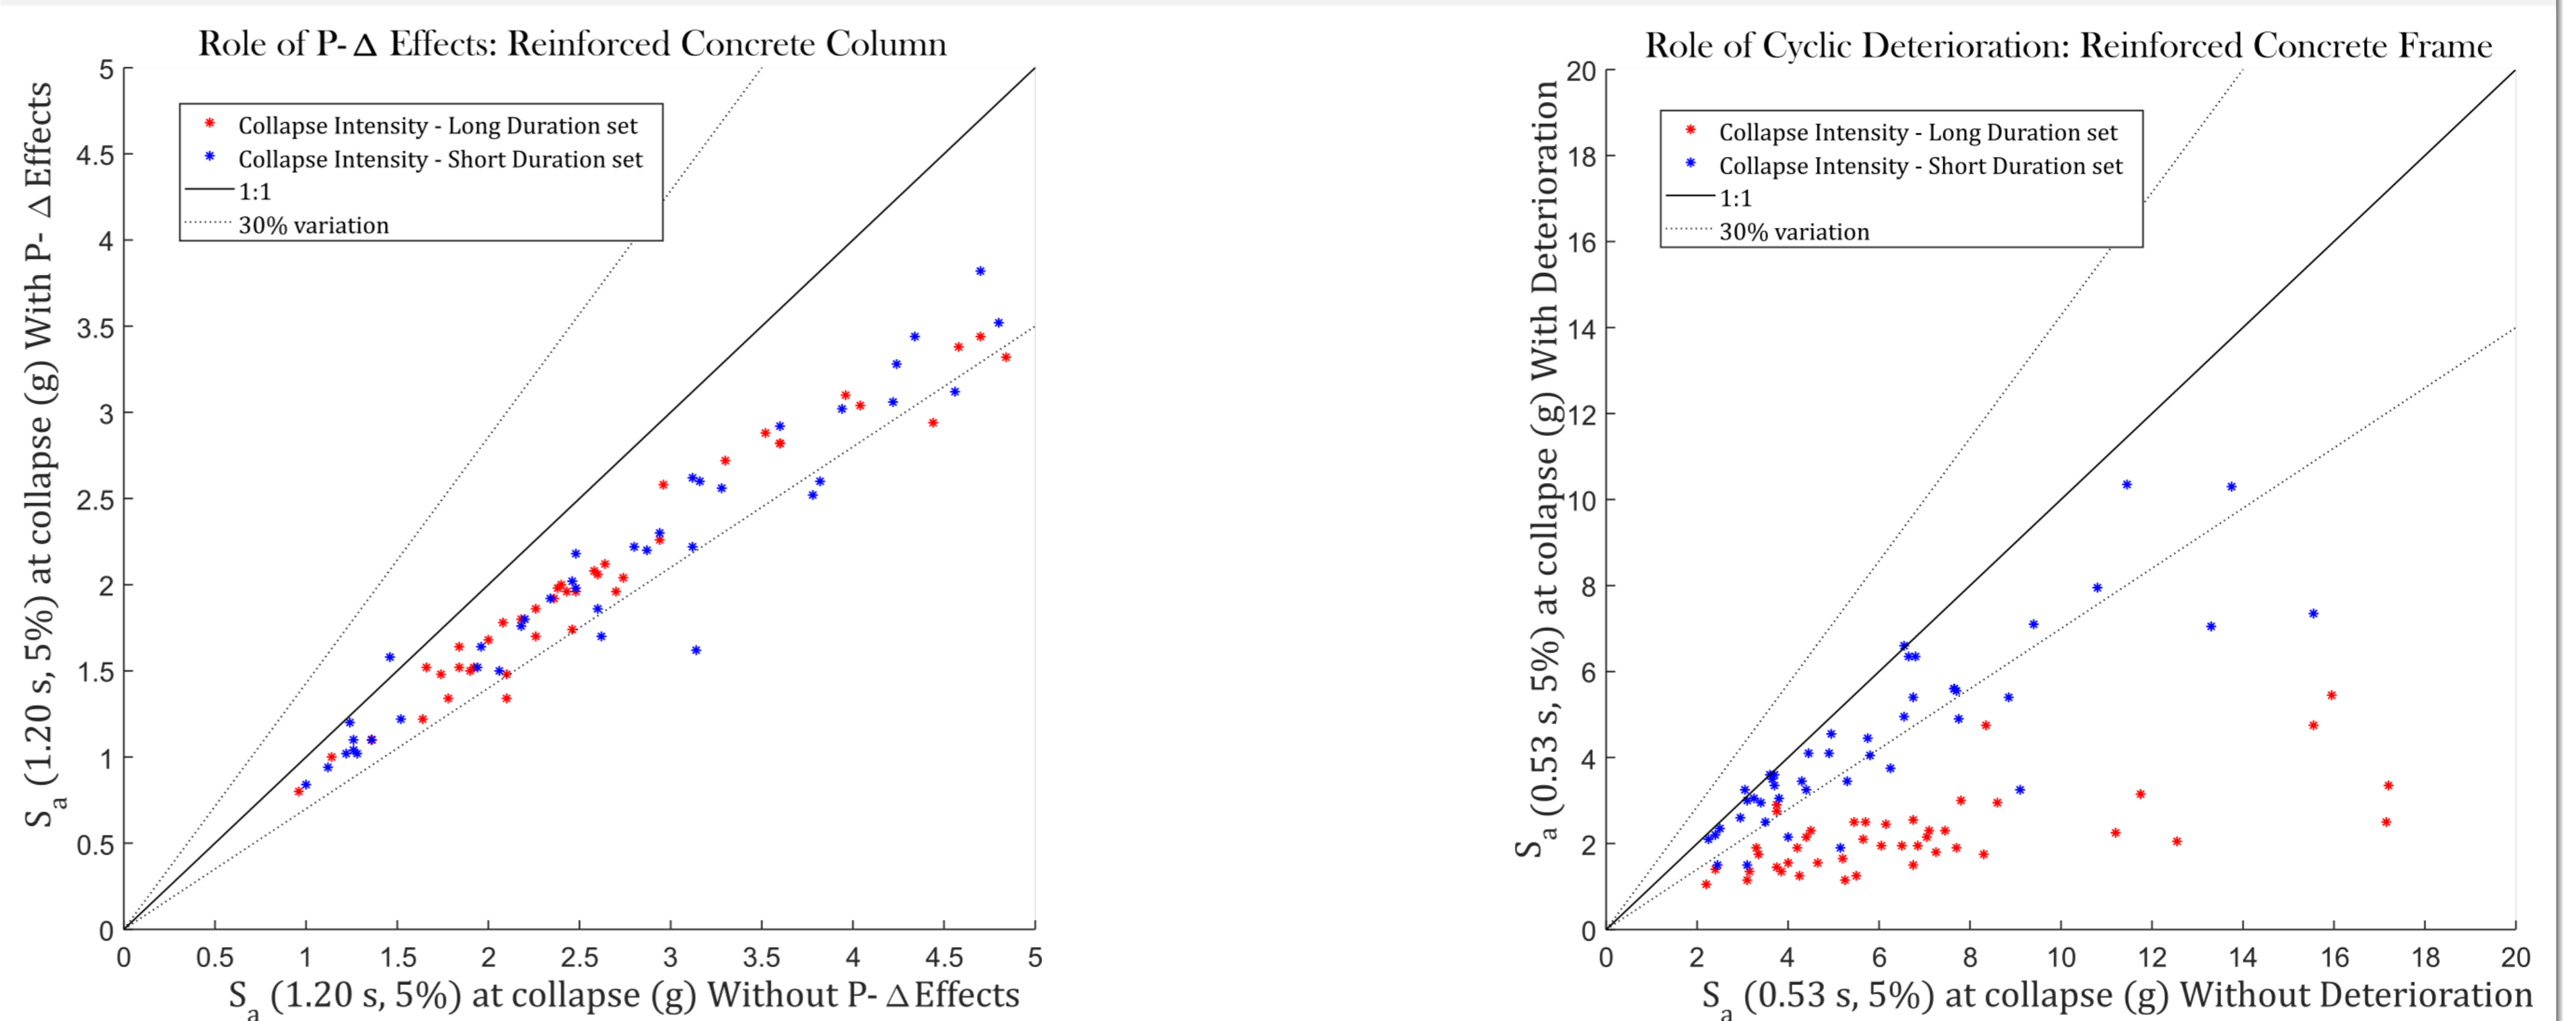 Role of P- Δ Effects: Reinforced Concrete Column
Collapse Intensity - Long Duration set
Collapse Intensity - Short Duration set
1:1
30% variation
5
4.5
4
3.5
3
2.5
2
1.5
1
0.5
0
0 0.5 1 1.5 2 2.5 3 3.5 4 4.5 5
Sa (1.20 s, 5%) at collapse (g) With P- Δ Effects
Sa (1.20 s, 5%) at collapse (g) Without P- Δ Effects
Role of Cyclic Deterioration: Reinforced Concrete Frame
Collapse Intensity - Long Duration set
Collapse Intensity - Short Duration set
1:1
30% variation
20
18
16
14
12
10
8
6
4
2
0
0 2 4 6 8 10 12 14 16 18 20
Sa (0.53 s, 5%) at collapse (g) With Deterioration
Sa (0.53 s, 5%) at collapse (g) Without Deterioration